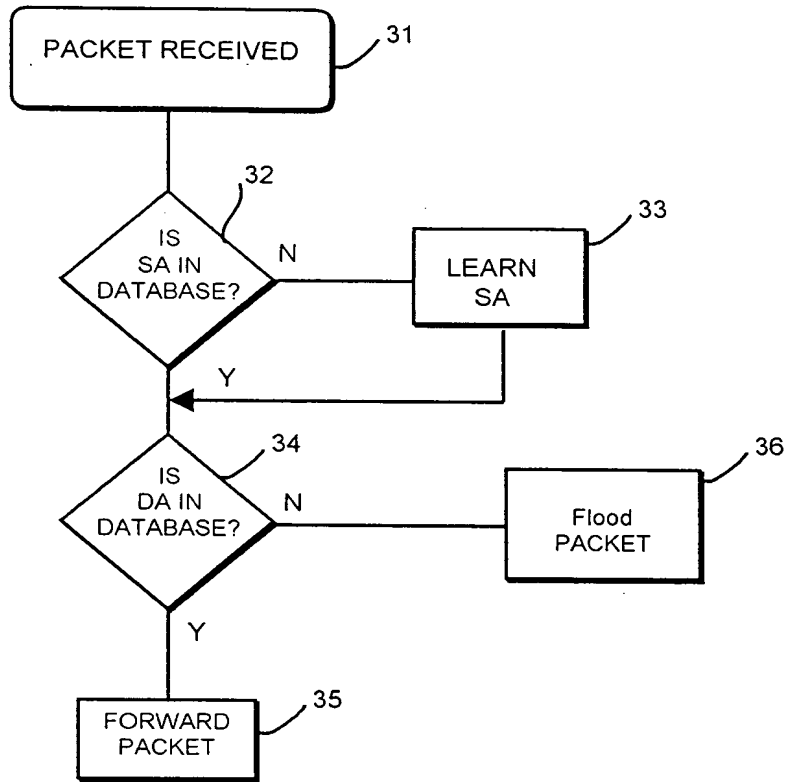 PACKET RECEIVED
31
32
IS
SA IN
DATABASE?
N
33
LEARN
SA
Y
34
IS
DA IN
DATABASE?
N
36
Flood
PACKET
Y
35
FORWARD
PACKET